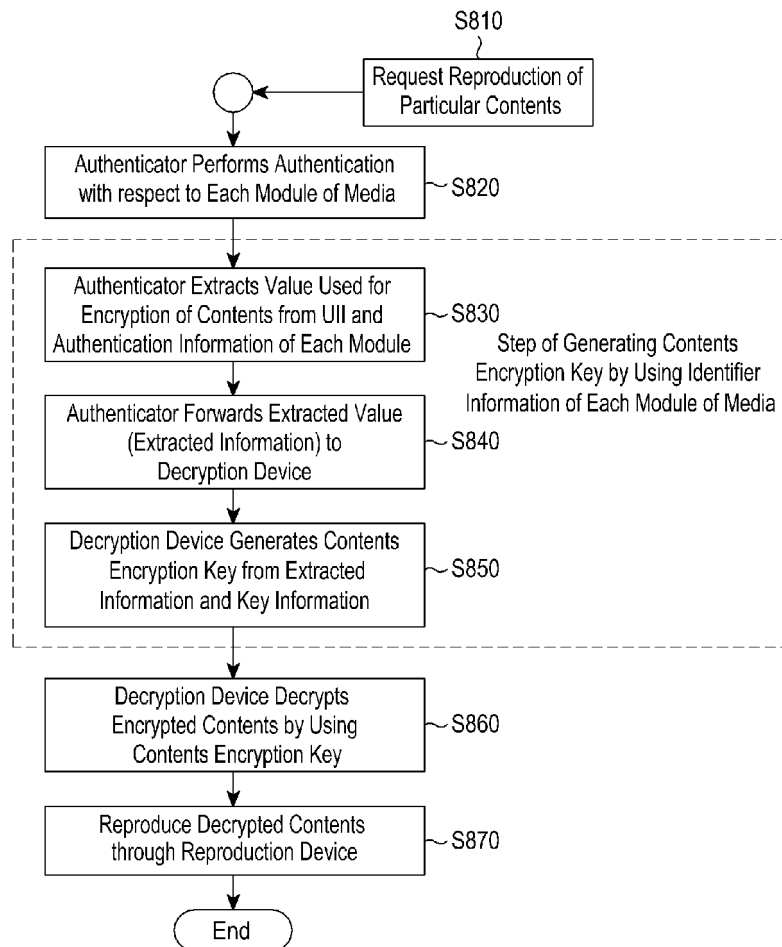 S810
Request Reproduction of
Particular Contents
Authenticator Performs Authentication
with respect to Each Module of Media
S820
Authenticator Extracts Value Used for
Encryption of Contents from UII and
Authentication Information of Each Module
S830
Step of Generating Contents
Encryption Key by Using Identifier
Information of Each Module of Media
Authenticator Forwards Extracted Value
(Extracted Information) to
Decryption Device
S840
Decryption Device Generates Contents
Encryption Key from Extracted
Information and Key Information
S850
Decryption Device Decrypts
Encrypted Contents by Using
Contents Encryption Key
S860
Reproduce Decrypted Contents
through Reproduction Device
S870
End